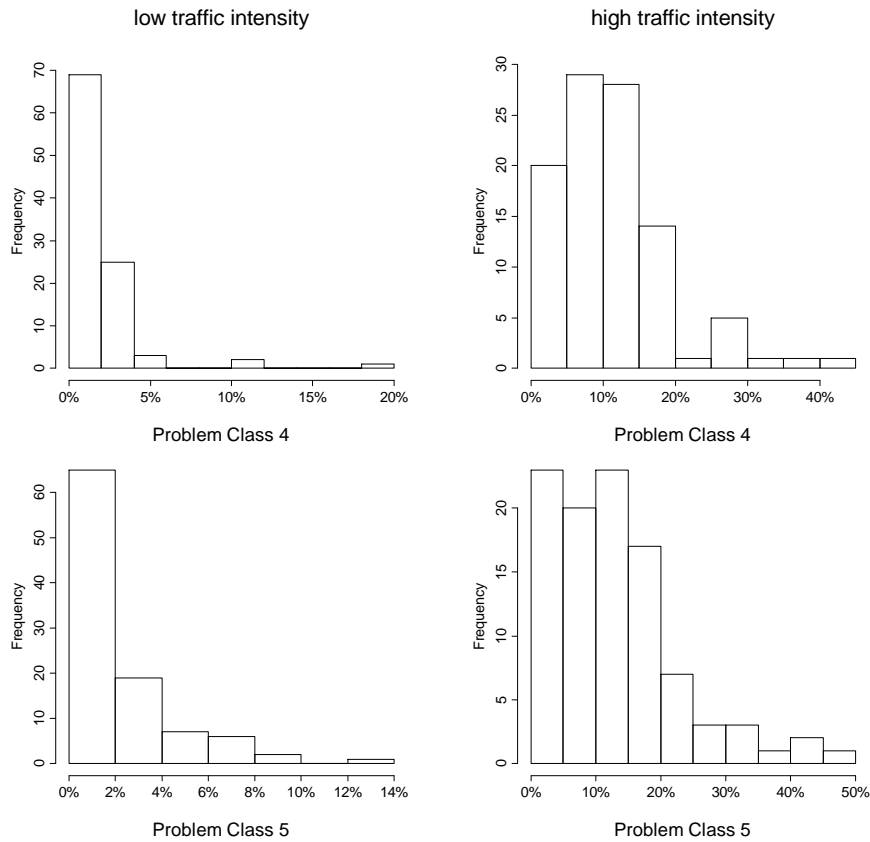 low traffic intensity
high traffic intensity
Frequency
70
60
50
40
30
20
10
0
0% 5% 10% 15% 20%
Problem Class 4
Frequency
30
25
20
15
10
5
0
0% 10% 20% 30% 40%
Problem Class 4
Frequency
60
50
40
30
20
10
0
0% 2% 4% 6% 8% 10% 12% 14%
Problem Class 5
Frequency
20
15
10
5
0
0% 10% 20% 30% 40% 50%
Problem Class 5